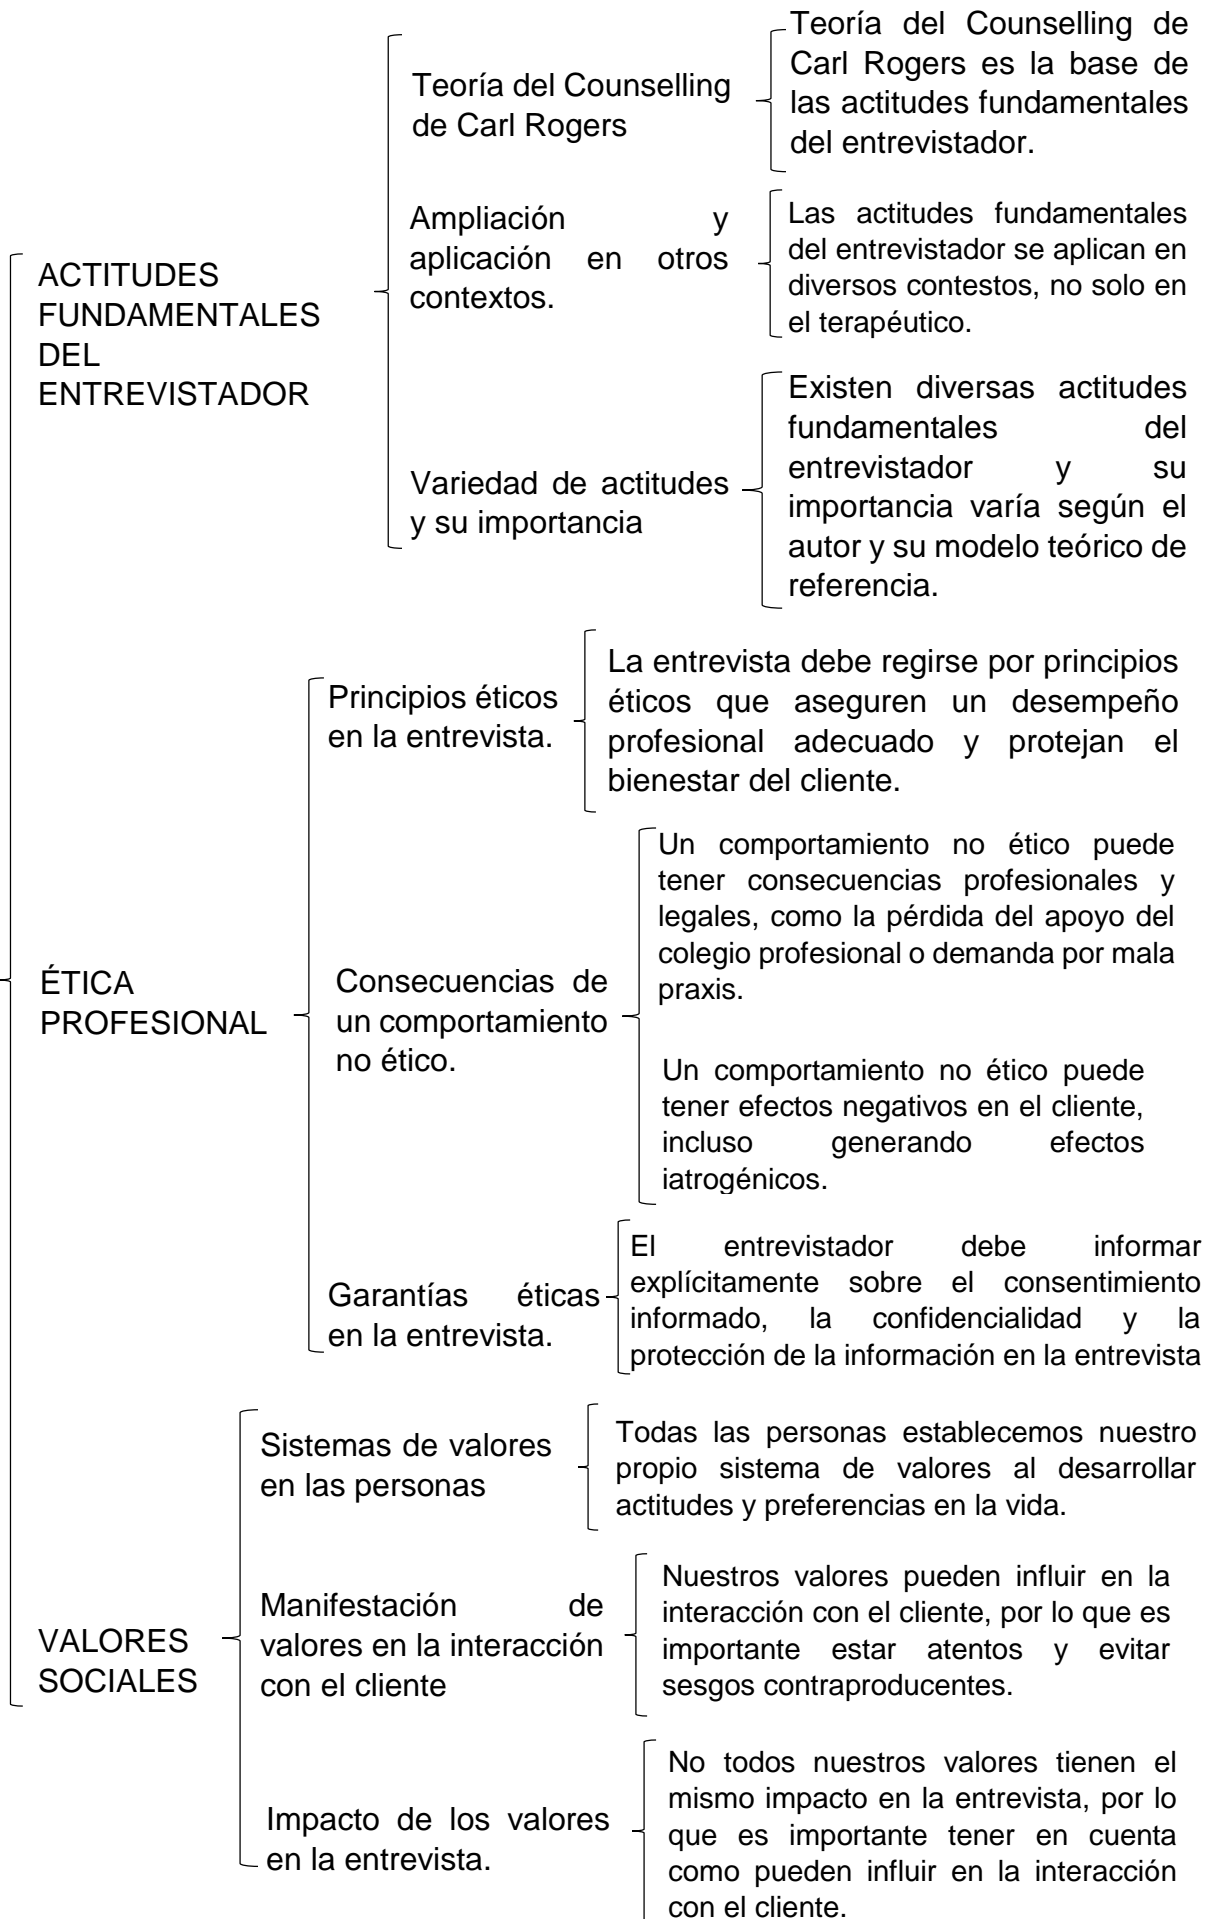 ACTITUDES
FUNDAMENTALES
DEL
ENTREVISTADOR
Teoría del Counselling
de Carl Rogers
Teoría del Counselling de
Carl Rogers es la base de
las actitudes fundamentales
del entrevistador.
Ampliación y
aplicación en otros
contextos.
Las actitudes fundamentales
del entrevistador se aplican en
diversos contestos, no solo en
el terapéutico.
Variedad de actitudes
y su importancia
Existen diversas actitudes
fundamentales del
entrevistador y su
importancia varía según el
autor y su modelo teórico de
referencia.
ÉTICA
PROFESIONAL
Principios éticos
en la entrevista.
La entrevista debe regirse por principios
éticos que aseguren un desempeño
profesional adecuado y protejan el
bienestar del cliente.
Consecuencias de
un comportamiento
no ético.
Un comportamiento no ético puede
tener consecuencias profesionales y
legales, como la pérdida del apoyo del
colegio profesional o demanda por mala
praxis.
Un comportamiento no ético puede
tener efectos negativos en el cliente,
incluso generando efectos
iatrogénicos.
Garantías éticas
en la entrevista.
El entrevistador debe informar
explícitamente sobre el consentimiento
informado, la confidencialidad y la
protección de la información en la entrevista
VALORES
SOCIALES
Sistemas de valores
en las personas
Todas las personas establecemos nuestro
propio sistema de valores al desarrollar
actitudes y preferencias en la vida.
Manifestación de
valores en la interacción
con el cliente
Nuestros valores pueden influir en la
interacción con el cliente, por lo que es
importante estar atentos y evitar
sesgos contraproducentes.
Impacto de los valores
en la entrevista.
No todos nuestros valores tienen el
mismo impacto en la entrevista, por lo
que es importante tener en cuenta
como pueden influir en la interacción
con el cliente.